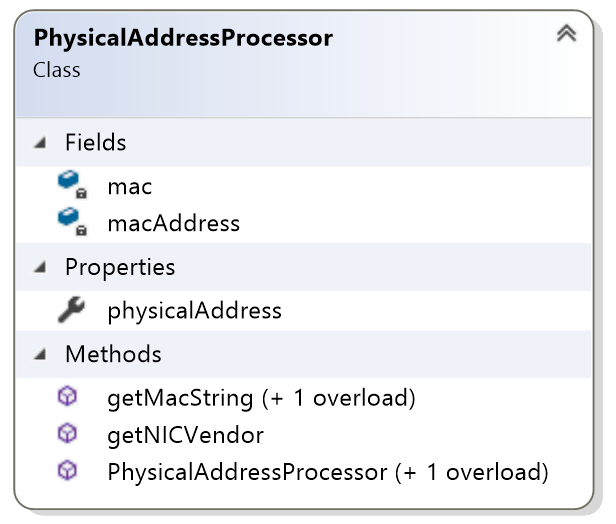 PhysicalAddressProcessor
Class
Fields
mac
macAddress
Properties
physicalAddress
Methods
getMacString (+ 1 overload)
getNICVendor
PhysicalAddressProcessor (+ 1 overload)